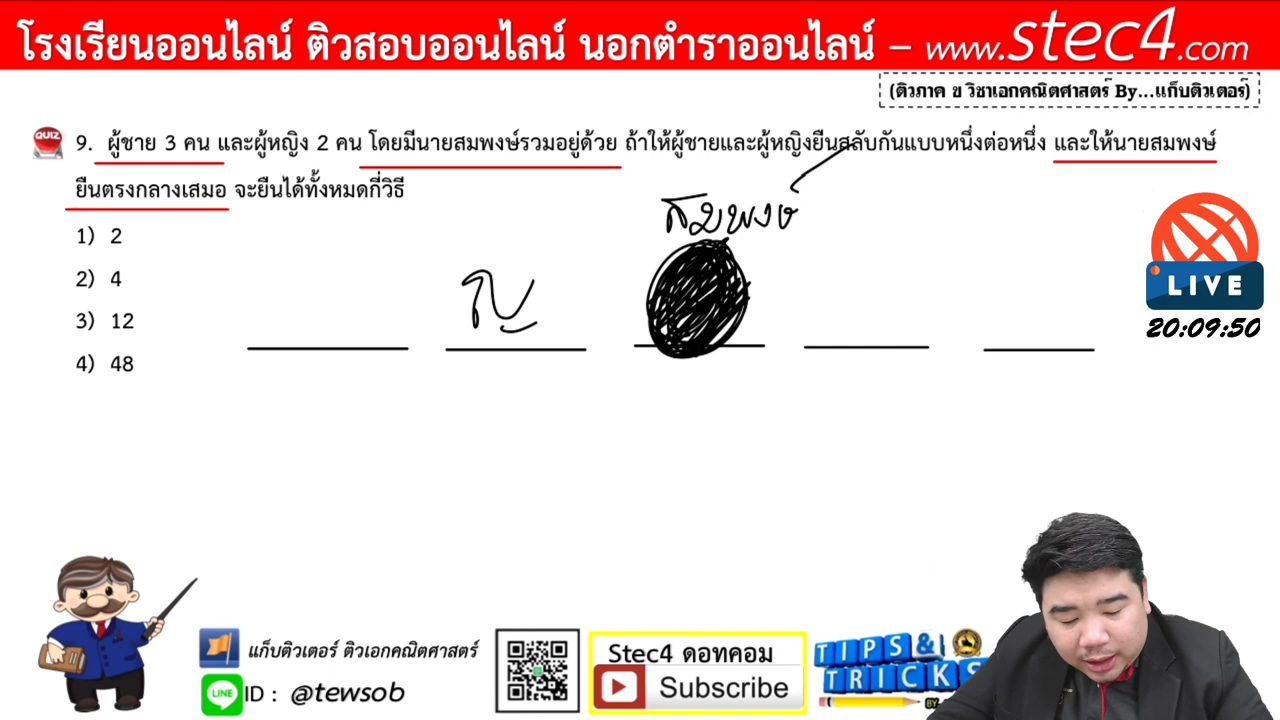 โรงเรียนออนไลน์ ติวสอบออนไลน์ นอกตำราออนไลน์ – www.stec4.com
(ติวภาค ข วิชาเอกคณิตศาสตร์ By...แก็บติวเตอร์)
QUIZ
9. ผู้ชาย 3 คน และผู้หญิง 2 คน โดยมีนายสมพงษ์รวมอยู่ด้วย ถ้าให้ผู้ชายและผู้หญิงยืนสลับกันแบบหนึ่งต่อหนึ่ง และให้นายสมพงษ์
ยืนตรงกลางเสมอ จะยืนได้ทั้งหมดกี่วิธี
สมพงษ์
1) 2
2) 4
3) 12
4) 48
ญ
LIVE
20:09:50
แก็บติวเตอร์ ติวเอกคณิตศาสตร์
LINE ID : @tewsob
Stec4 ดอทคอม
Subscribe
TIPS &
TRICKS
BY